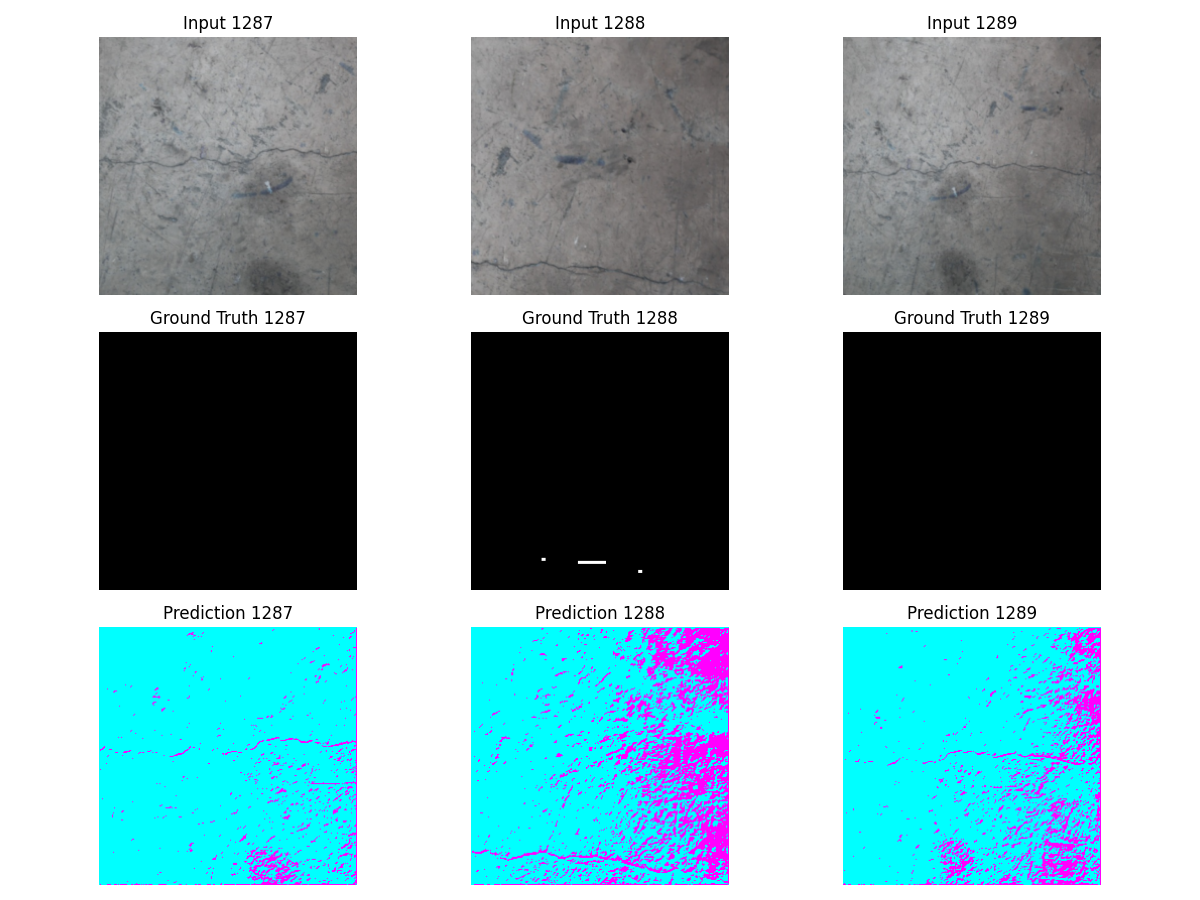 Input 1287
Input 1288
Input 1289
Ground Truth 1287
Ground Truth 1288
Ground Truth 1289
Prediction 1287
Prediction 1288
Prediction 1289